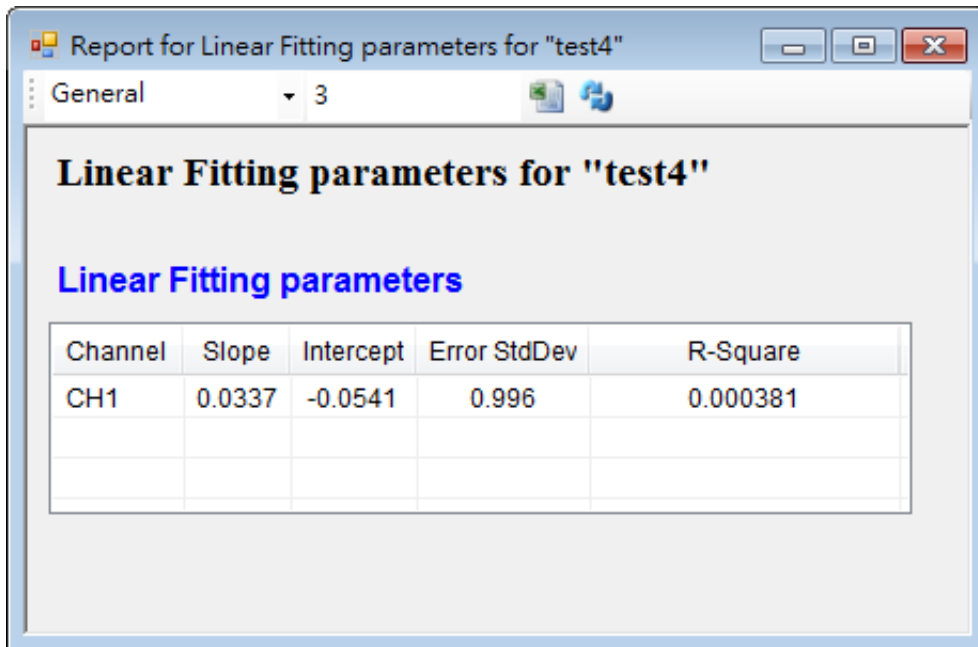 Report for Linear Fitting parameters for "test4"
General 3
Linear Fitting parameters for "test4"
Linear Fitting parameters
Channel Slope Intercept Error StdDev R-Square
CH1 0.0337 -0.0541 0.996 0.000381